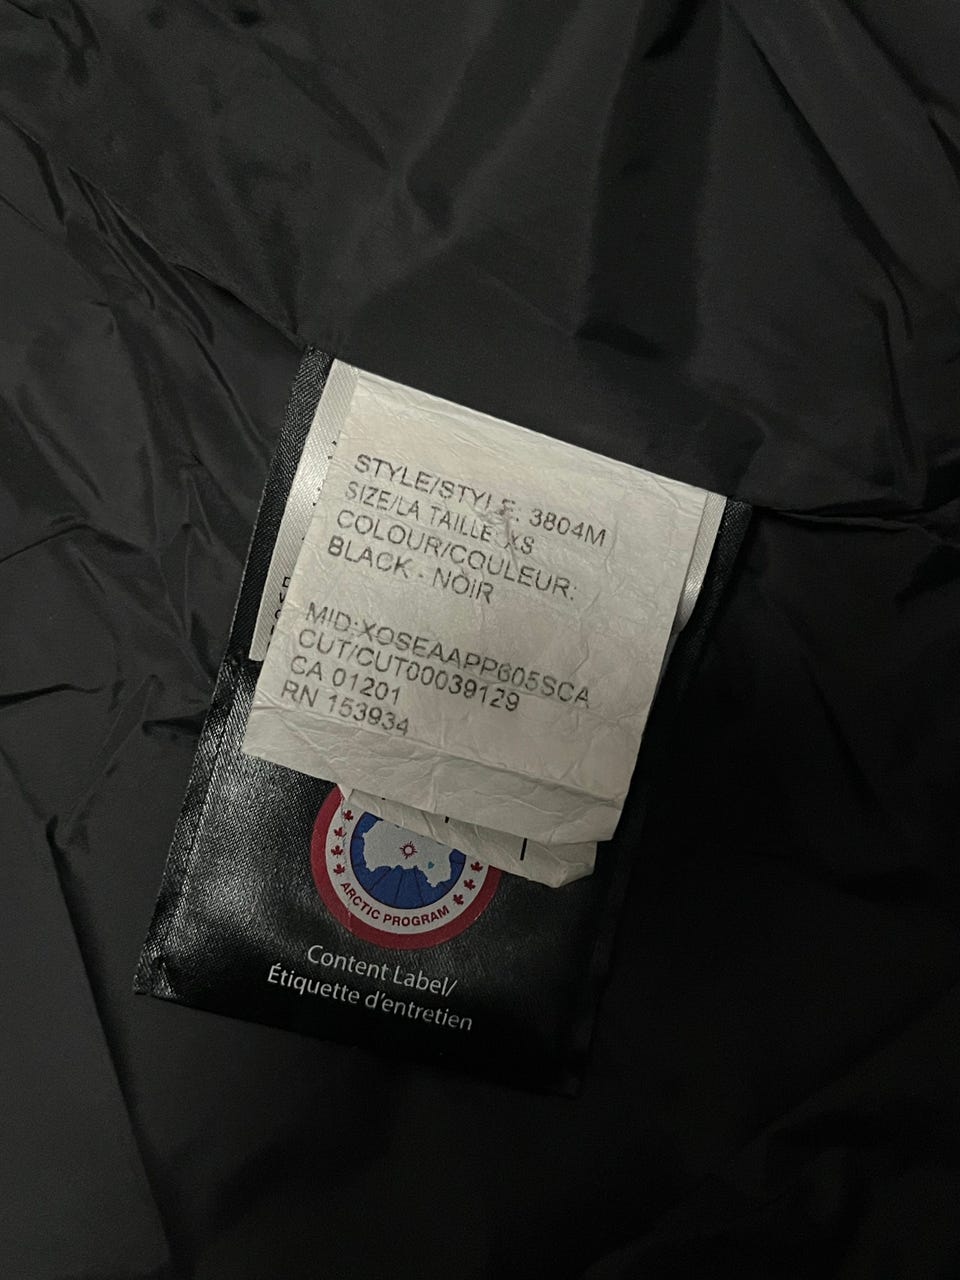 STYLE/STYLE: 3804M
SIZE/LA TAILLE: XS
COLOUR/COULEUR:
BLACK - NOIR
MID:XOSEAAPP605SCA
CUT/CUT00039129
CA 01201
RN 153934
ARCTIC PROGRAM
Content Label/
Étiquette d'entretien